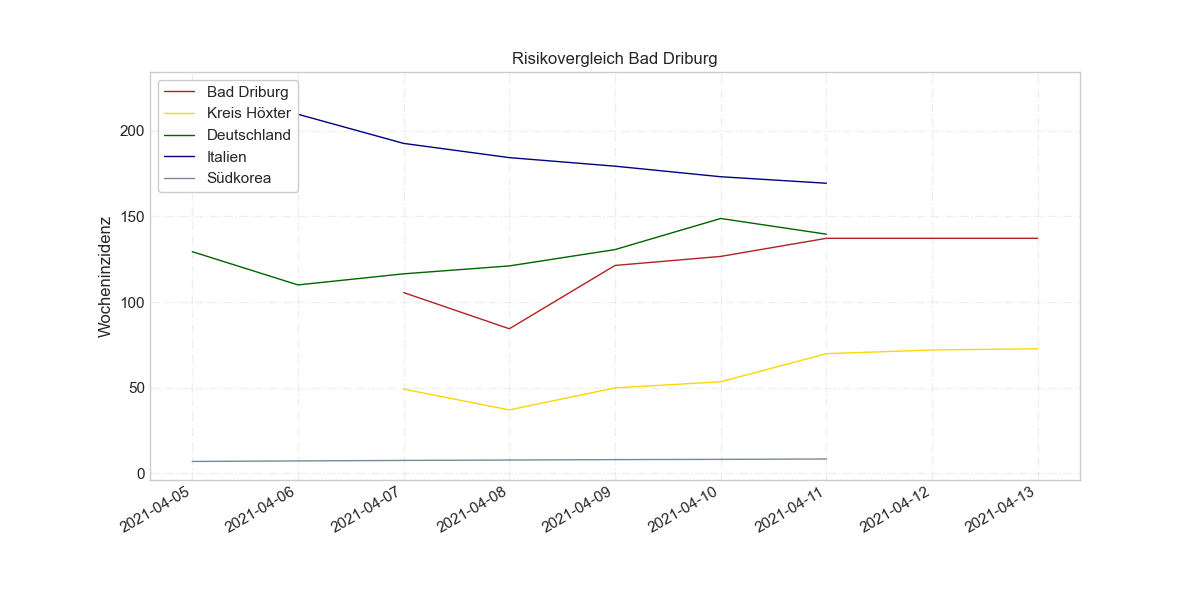 Risikovergleich Bad Driburg
Bad Driburg
Kreis Höxter
Deutschland
Italien
Südkorea
Wocheninzidenz
200
150
100
50
0
2021-04-05
2021-04-06
2021-04-07
2021-04-08
2021-04-09
2021-04-10
2021-04-11
2021-04-12
2021-04-13